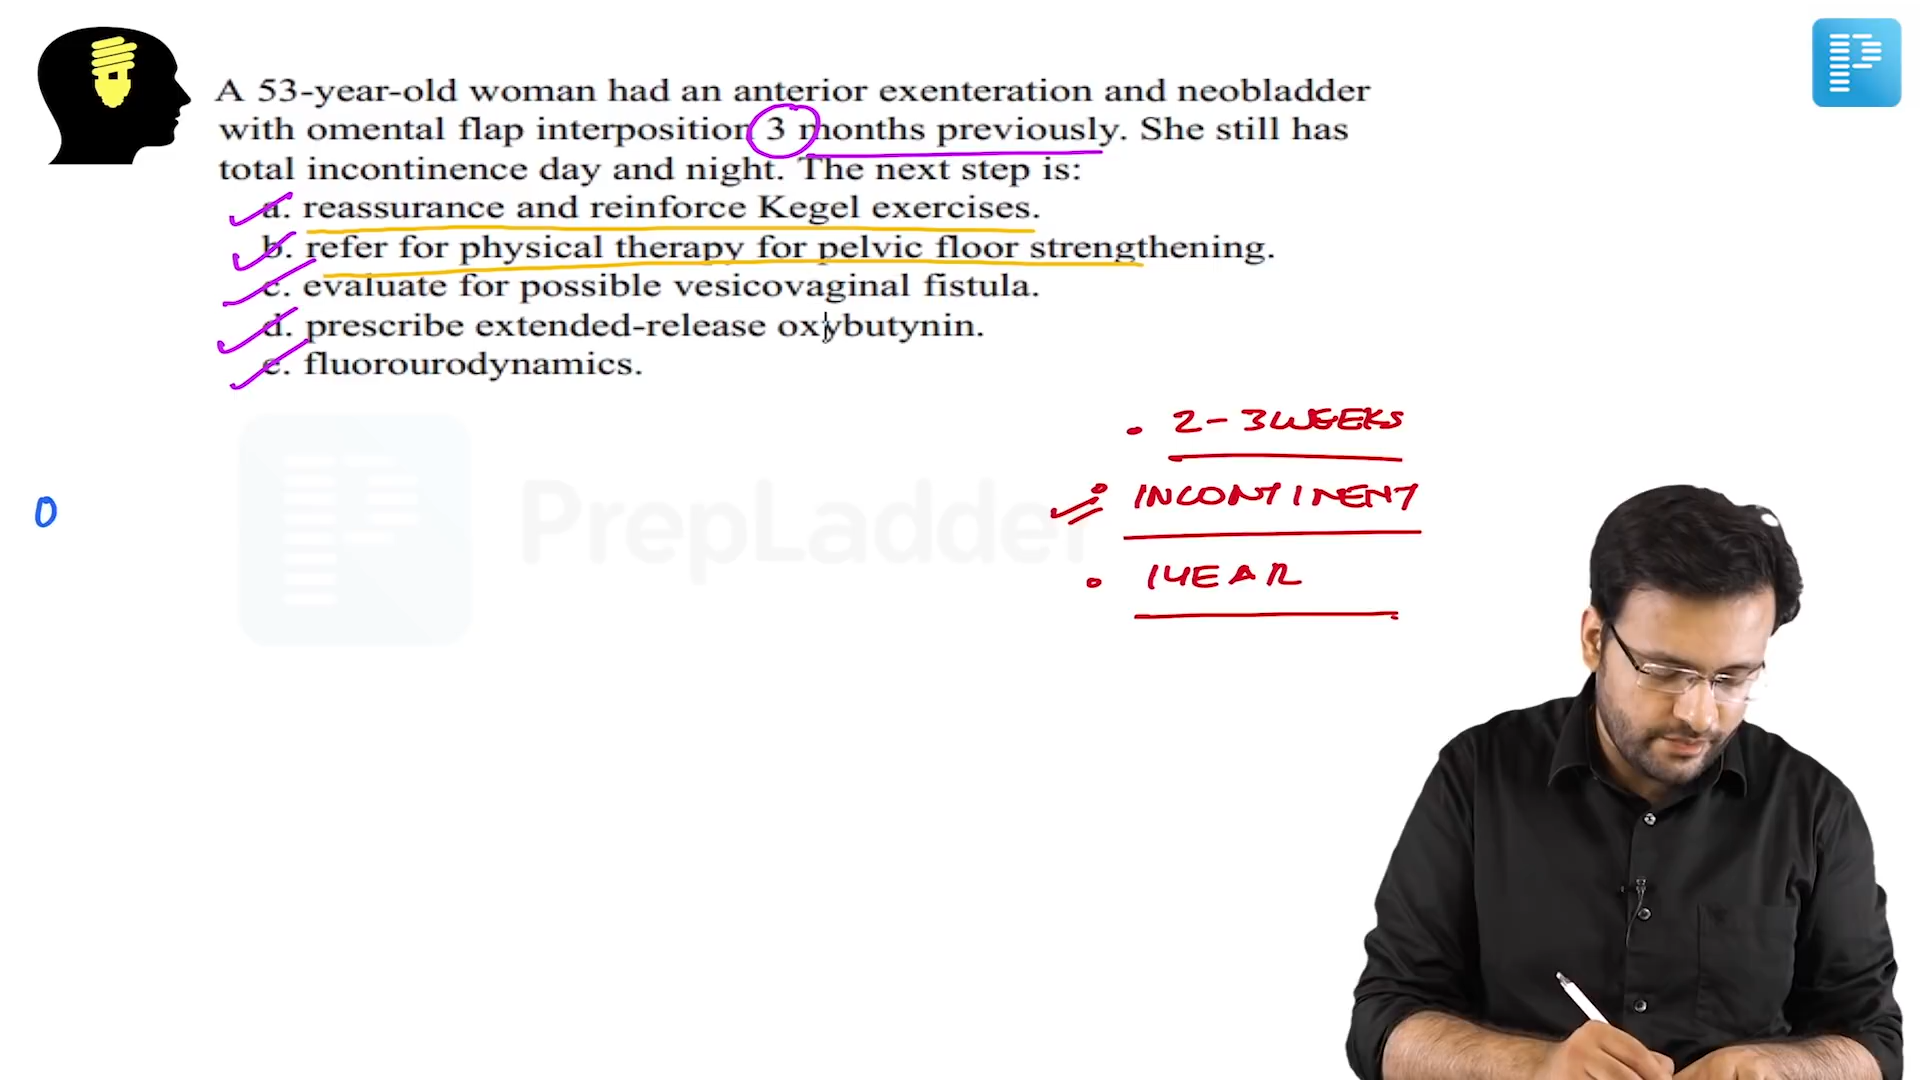 A 53-year-old woman had an anterior exenteration and neobladder
with omental flap interposition 3 months previously. She still has
total incontinence day and night. The next step is:
a. reassurance and reinforce Kegel exercises.
b. refer for physical therapy for pelvic floor strengthening.
c. evaluate for possible vesicovaginal fistula.
d. prescribe extended-release oxybutynin.
e. fluorourodynamics.
• 2-3 WEEKS
• INCONTINENT
• 1 YEAR
0
PrepLadder